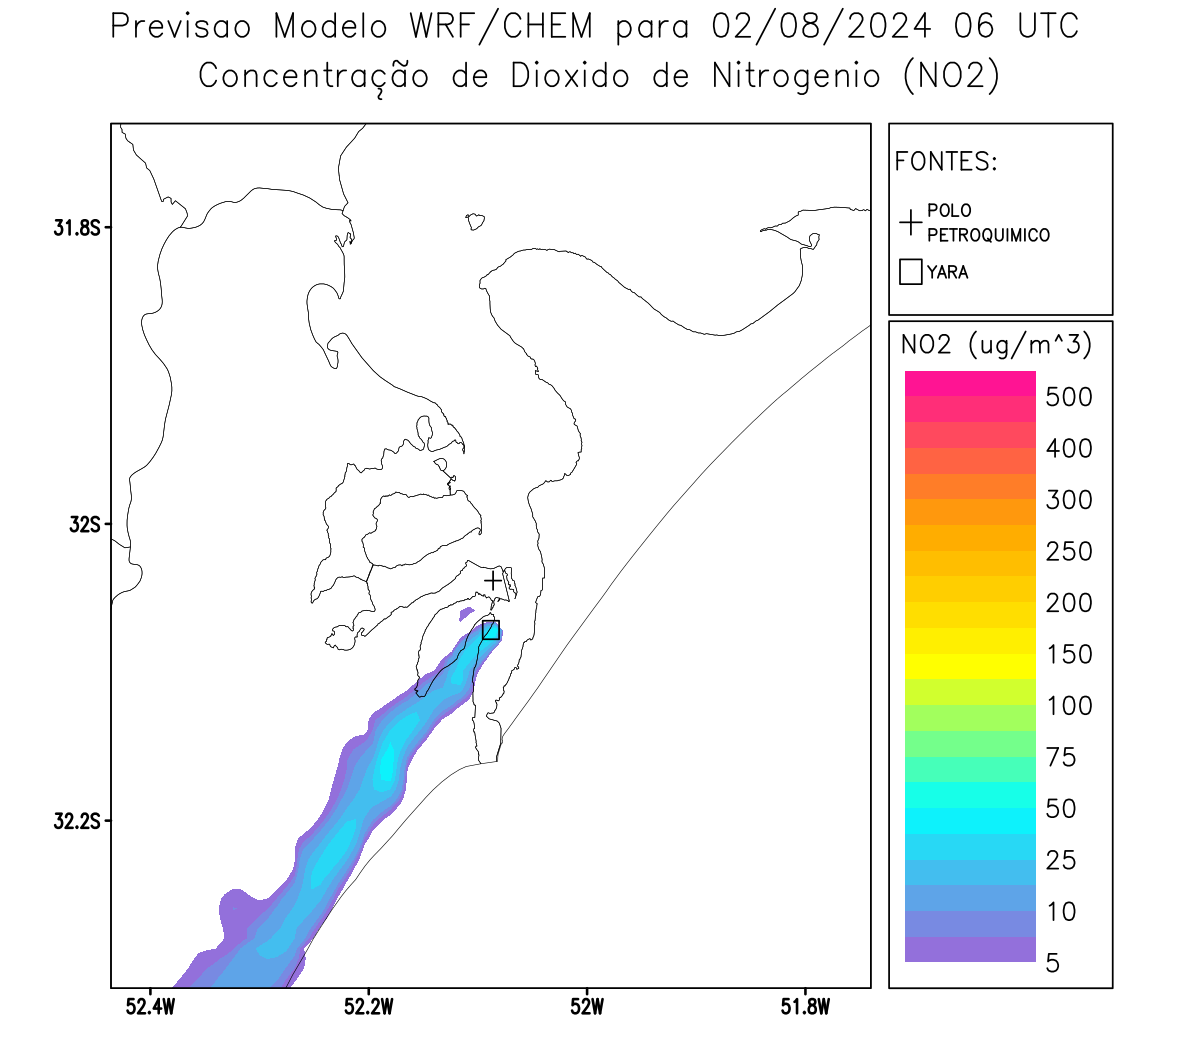 Previsao Modelo WRF/CHEM para 02/08/2024 06 UTC
Concentração de Dioxido de Nitrogenio (NO2)
FONTES:
POLO
PETROQUIMICO
YARA
31.8S
32S
32.2S
52.4W
52.2W
52W
51.8W
NO2 (ug/m^3)
500
400
300
250
200
150
100
75
50
25
10
5